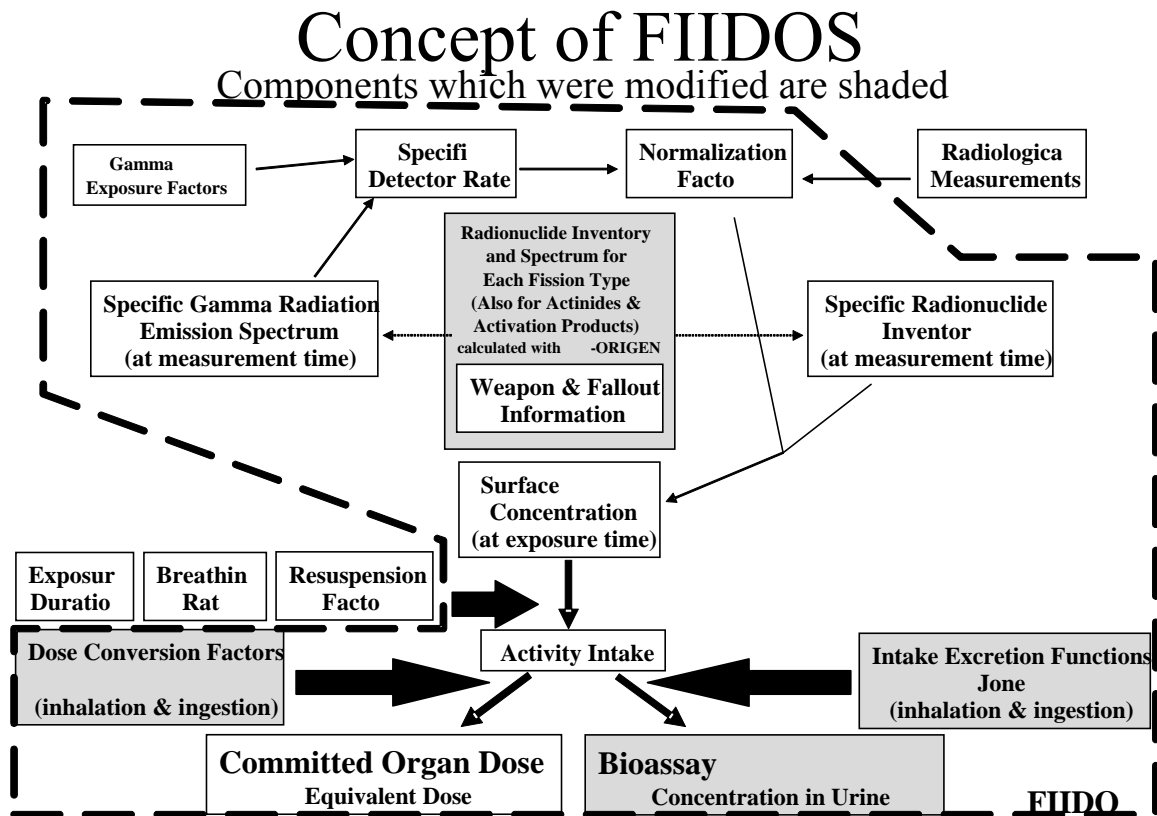 Concept of FIIDOS
Components which were modified are shaded
Gamma
Exposure Factors
Specifi
Detector Rate
Normalization
Facto
Radiologica
Measurements
Radionuclide Inventory
and Spectrum for
Each Fission Type
(Also for Actinides &
Activation Products)
calculated with -ORIGEN
Weapon & Fallout
Information
Specific Gamma Radiation
Emission Spectrum
(at measurement time)
Specific Radionuclide
Inventor
(at measurement time)
Surface
Concentration
(at exposure time)
Exposur
Duratio
Breathin
Rat
Resuspension
Facto
Activity Intake
Dose Conversion Factors
(inhalation & ingestion)
Intake Excretion Functions
Jone
(inhalation & ingestion)
Committed Organ Dose
Equivalent Dose
Bioassay
Concentration in Urine
FIIDO